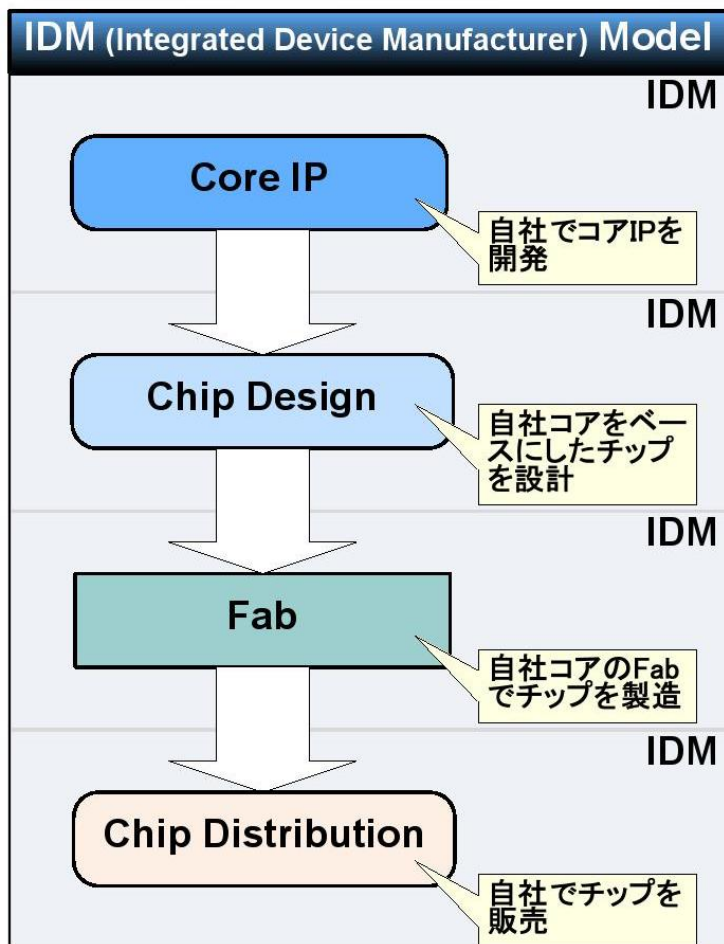 IDM (Integrated Device Manufacturer) Model
IDM
Core IP
自社でコアIPを
開発
IDM
Chip Design
自社コアをベー
スにしたチップ
を設計
IDM
Fab
自社コアのFab
でチップを製造
IDM
Chip Distribution
自社でチップを
販売